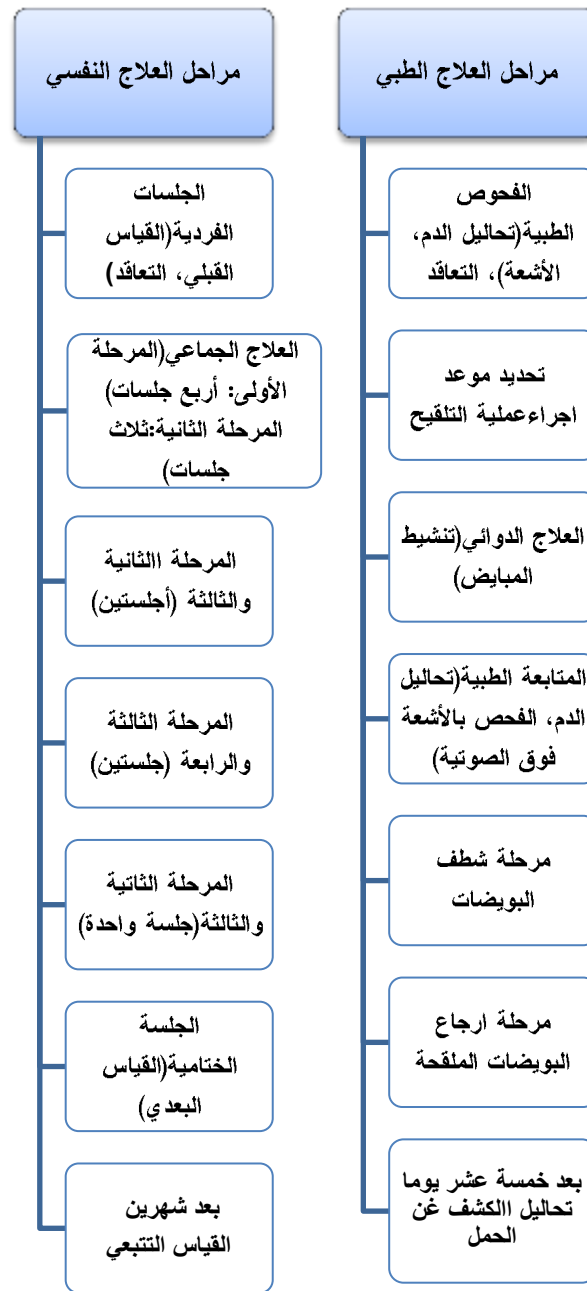 مراحل العلاج الطبي
الفحوص
الطبية(تحاليل الدم،
الأشعة)، التعاقد
تحديد موعد
اجراءعملية التلقيح
العلاج الدوائي(تنشيط
المبايض)
المتابعة الطبية(تحاليل
الدم، الفحص بالأشعة
فوق الصوتية)
مرحلة شطف
البويضات
مرحلة ارجاع
البويضات الملقحة
بعد خمسة عشر يوما
تحاليل االكشف غن
الحمل
مراحل العلاج النفسي
الجلسات
الفردية(القياس
القبلي، التعاقد)
العلاج الجماعي(المرحلة
الأولى: أربع جلسات)
المرحلة الثانية:ثلاث
جلسات)
المرحلة االثانية
والثالثة (أجلستين)
المرحلة الثالثة
والرابعة (جلستين)
المرحلة الثاتية
والثالثة(جلسة واحدة)
الجلسة
الختامية(القياس
البعدي)
بعد شهرين
القياس التتبعي